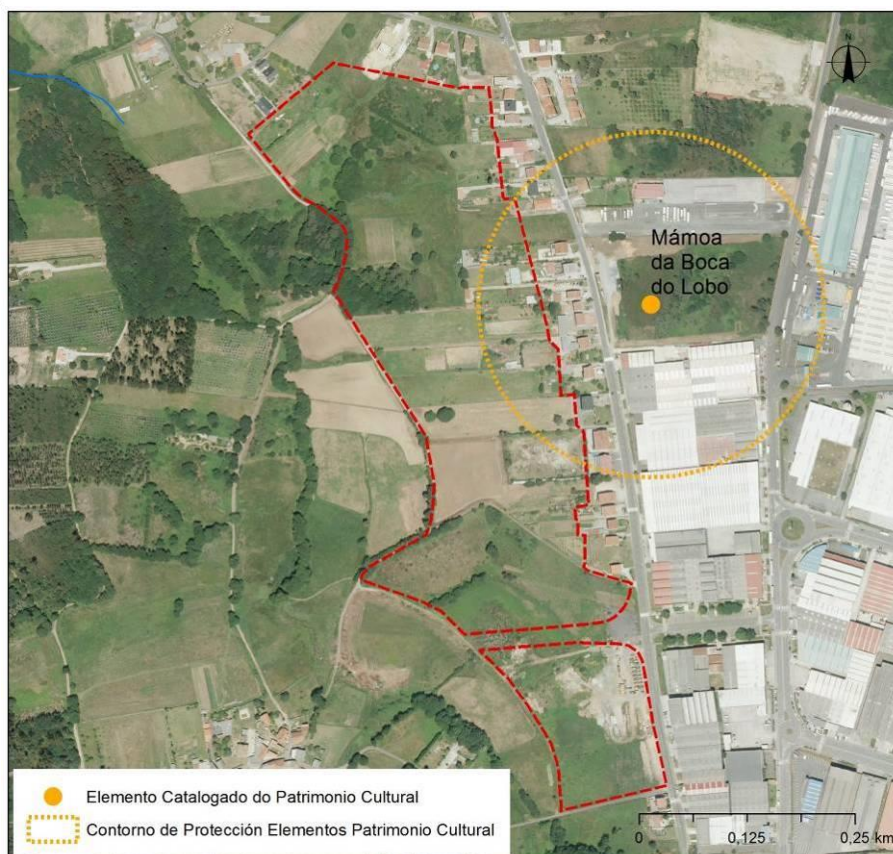 N
Mámoa
da Boca
do Lobo
Elemento Catalogado do Patrimonio Cultural
Contorno de Protección Elementos Patrimonio Cultural
0 0,125 0,25 km